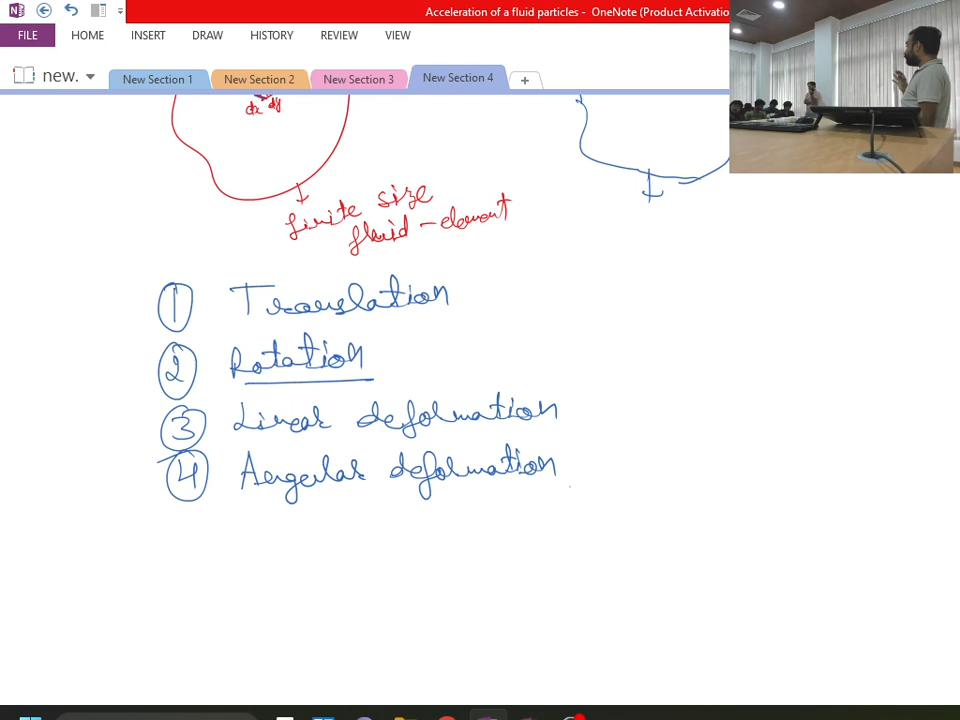 Acceleration of a fluid particles - OneNote (Product Activatio
FILE HOME INSERT DRAW HISTORY REVIEW VIEW
new. New Section 1 New Section 2 New Section 3 New Section 4 +
dx dy
finite size
fluid - element
1 Translation
2 Rotation
3 Linear deformation
4 Angular deformation